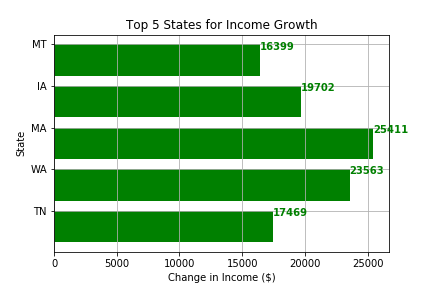 Top 5 States for Income Growth
MT
16399
IA
19702
MA
25411
WA
23563
TN
17469
State
0 5000 10000 15000 20000 25000
Change in Income ($)